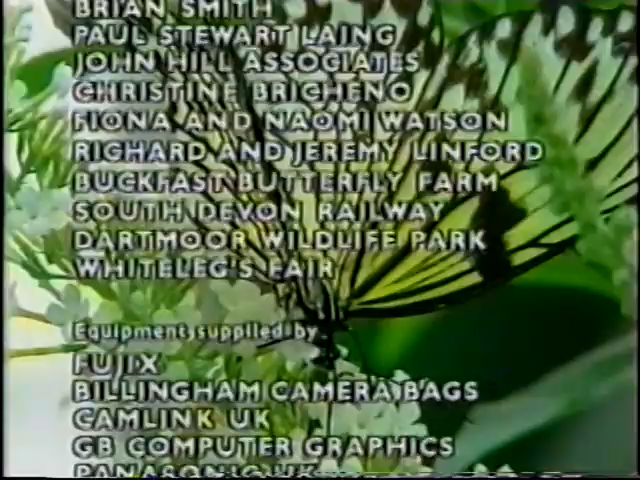 BRIAN SMITH
PAUL STEWART LAING
JOHN HILL ASSOCIATES
CHRISTINE BRIGHENO
FIONA AND NAOMI WATSON
RICHARD AND JEREMY LINFORD
BUCKFAST BUTTERFLY FARM
SOUTH DEVON RAILWAY
DARTMOOR WILDLIFE PARK
WHITELEG'S FAIR
Equipment supplied by
FUJIX
BILLINGHAM CAMERA BAGS
CAMLINK UK
GB COMPUTER GRAPHICS
PANASONIC UK